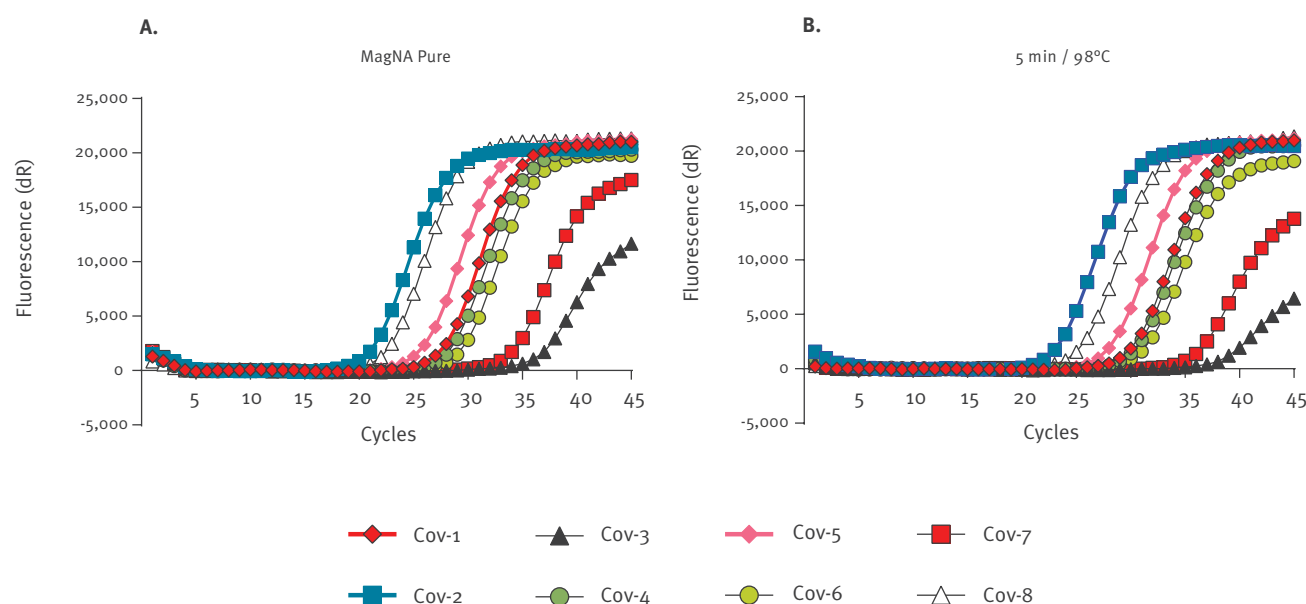 A.
MagNA Pure
25,000
20,000
15,000
10,000
5,000
0
-5,000
Fluorescence (dR)
5 10 15 20 25 30 35 40 45
Cycles
B.
5 min / 98°C
25,000
20,000
15,000
10,000
5,000
0
-5,000
Fluorescence (dR)
5 10 15 20 25 30 35 40 45
Cycles
Cov-1 Cov-3 Cov-5 Cov-7
Cov-2 Cov-4 Cov-6 Cov-8